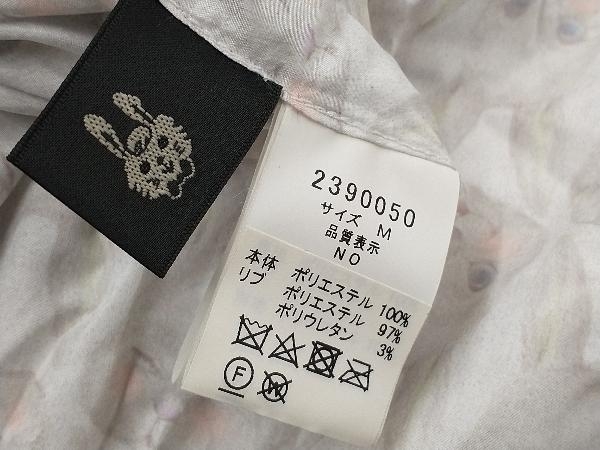 2390050
サイズ M
品質表示
NO
本体 ポリエステル 100%
リブ ポリエステル 97%
ポリウレタン 3%
F
W